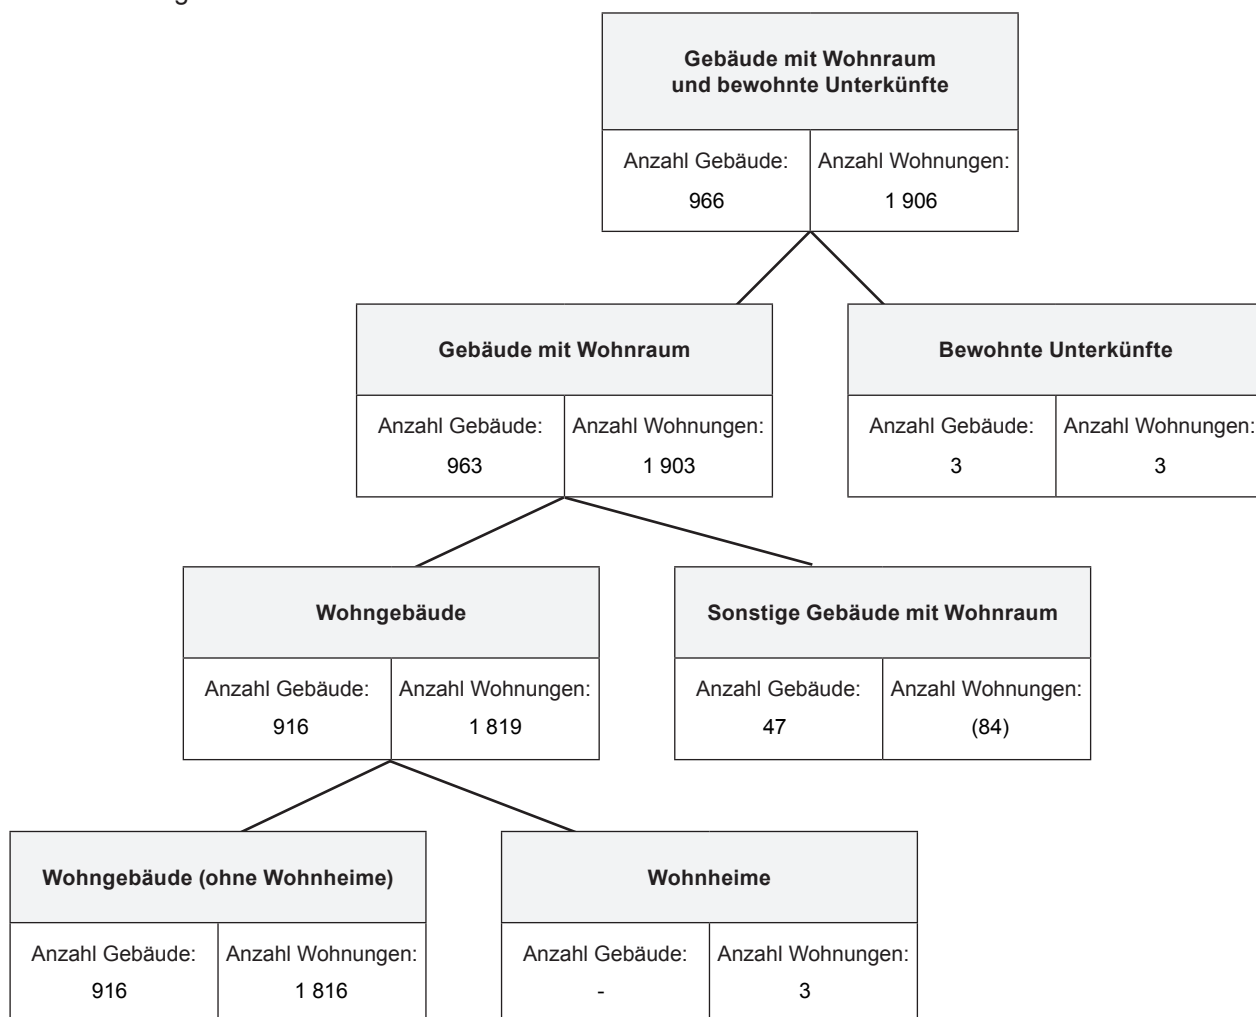 Gebäude mit Wohnraum
und bewohnte Unterkünfte
Anzahl Gebäude: Anzahl Wohnungen:
966 1 906
Gebäude mit Wohnraum
Bewohnte Unterkünfte
Anzahl Gebäude: Anzahl Wohnungen:
963 1 903
Anzahl Gebäude: Anzahl Wohnungen:
3 3
Wohngebäude
Sonstige Gebäude mit Wohnraum
Anzahl Gebäude: Anzahl Wohnungen:
916 1 819
Anzahl Gebäude: Anzahl Wohnungen:
47 (84)
Wohngebäude (ohne Wohnheime)
Wohnheime
Anzahl Gebäude: Anzahl Wohnungen:
916 1 816
Anzahl Gebäude: Anzahl Wohnungen:
- 3